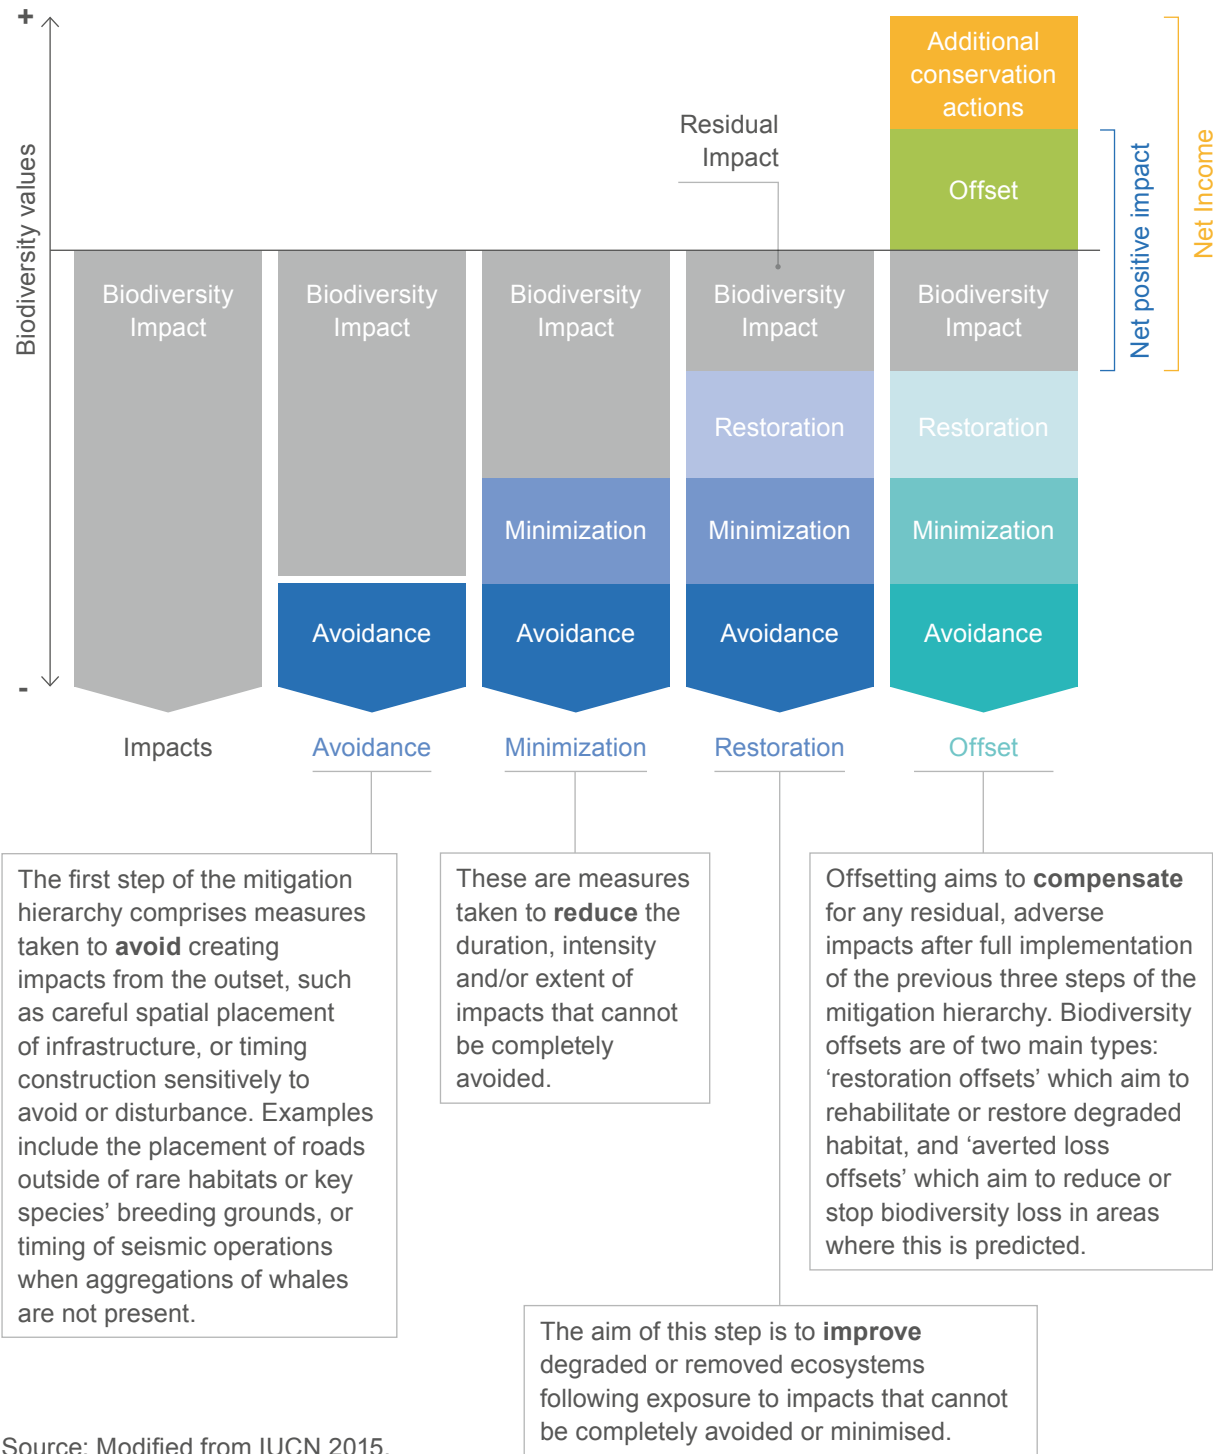 +
Biodiversity values
-
Residual
Impact
Additional
conservation
actions
Offset
Net positive impact
Net Income
Biodiversity
Impact
Biodiversity
Impact
Biodiversity
Impact
Biodiversity
Impact
Biodiversity
Impact
Restoration
Restoration
Minimization
Minimization
Minimization
Avoidance
Avoidance
Avoidance
Avoidance
Impacts
Avoidance
Minimization
Restoration
Offset
The first step of the mitigation
hierarchy comprises measures
taken to avoid creating
impacts from the outset, such
as careful spatial placement
of infrastructure, or timing
construction sensitively to
avoid or disturbance. Examples
include the placement of roads
outside of rare habitats or key
species’ breeding grounds, or
timing of seismic operations
when aggregations of whales
are not present.
These are measures
taken to reduce the
duration, intensity
and/or extent of
impacts that cannot
be completely
avoided.
Offsetting aims to compensate
for any residual, adverse
impacts after full implementation
of the previous three steps of the
mitigation hierarchy. Biodiversity
offsets are of two main types:
‘restoration offsets’ which aim to
rehabilitate or restore degraded
habitat, and ‘averted loss
offsets’ which aim to reduce or
stop biodiversity loss in areas
where this is predicted.
The aim of this step is to improve
degraded or removed ecosystems
following exposure to impacts that cannot
be completely avoided or minimised.
Source: Modified from IUCN 2015.